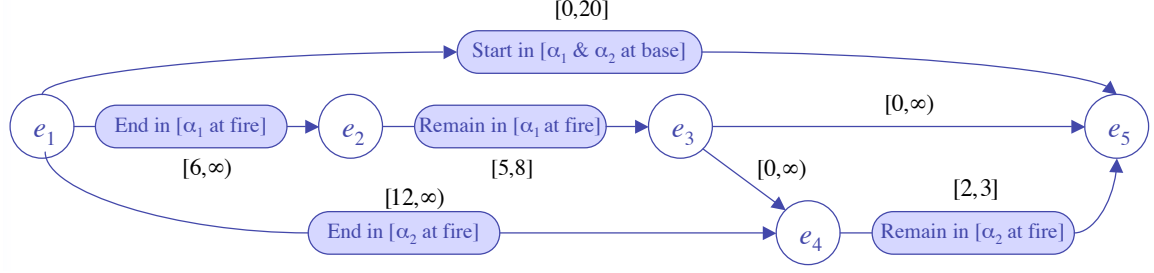 [0,20]
Start in [α₁ & α₂ at base]
[0,∞)
e₁
End in [α₁ at fire]
e₂
Remain in [α₁ at fire]
e₃
e₅
[6,∞)
[5,8]
[0,∞)
[12,∞)
[2,3]
End in [α₂ at fire]
e₄
Remain in [α₂ at fire]